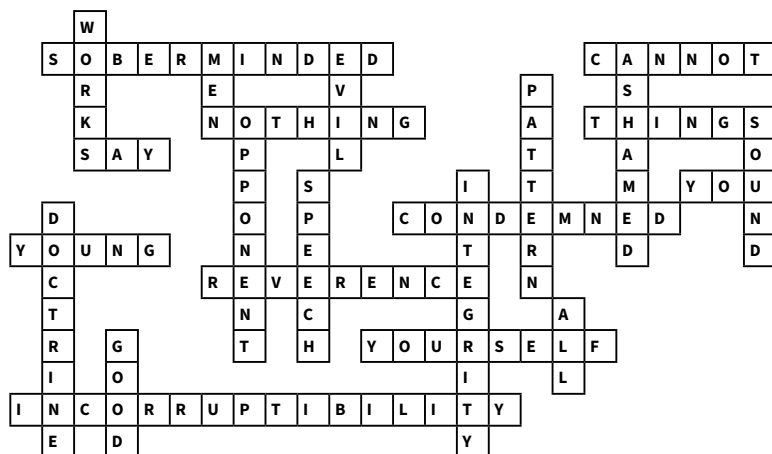 WORKS
SOBERMINDED
MEN
EVIL
CANNOT
ASHAMED
PATTERN
NOTHING
OPPONENT
THINGS
SOUND
SAY
SPEECH
INTEGRITY
YOU
DOCTRINE
CONDEMNED
YOUNG
REVERENCE
ALL
GOOD
YOURSELF
INCORRUPTIBILITY